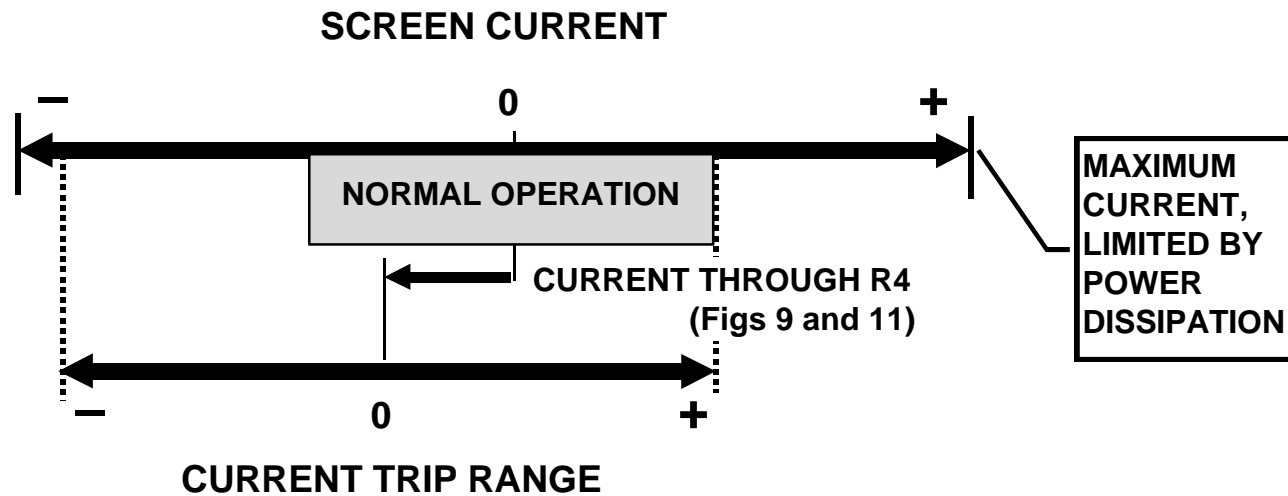 SCREEN CURRENT
− 0 +
NORMAL OPERATION
MAXIMUM
CURRENT,
LIMITED BY
POWER
DISSIPATION
CURRENT THROUGH R4
(Figs 9 and 11)
− 0 +
CURRENT TRIP RANGE